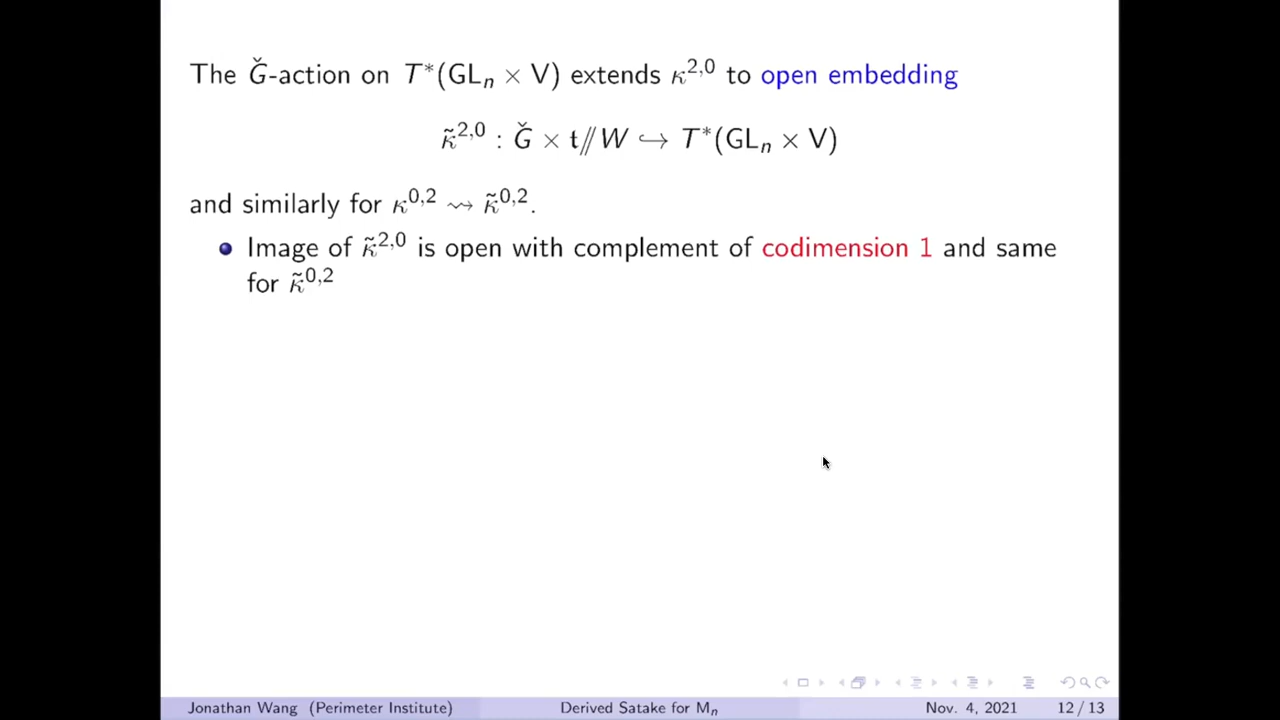 The Ǧ-action on T*(GLₙ × V) extends κ²,⁰ to open embedding
κ̃²,⁰ : Ǧ × t//W ↪ T*(GLₙ × V)
and similarly for κ⁰,² ⇝ κ̃⁰,².
Image of κ̃²,⁰ is open with complement of codimension 1 and same
for κ̃⁰,²
Jonathan Wang (Perimeter Institute) Derived Satake for Mₙ Nov. 4, 2021 12 / 13